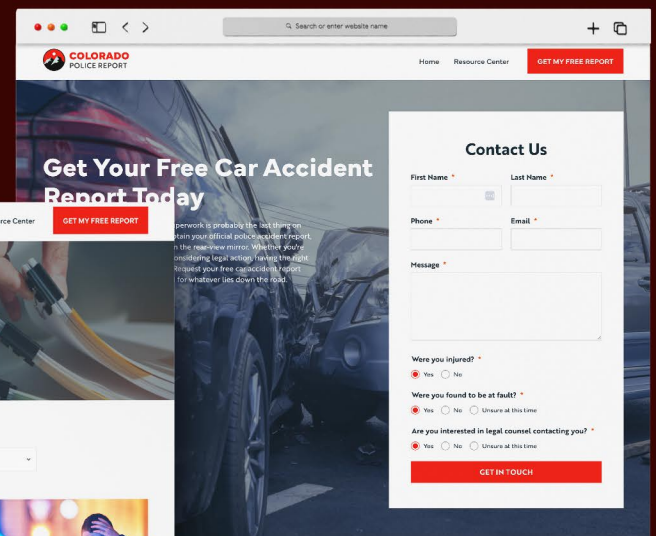 Search or enter website name
COLORADO
POLICE REPORT
Home Resource Center GET MY FREE REPORT
Get Your Free Car Accident
Report Today
perwork is probably the last thing on
tain your official police accident report,
n the rear-view mirror. Whether you're
onsidering legal action, having the right
Request your free car accident report
for whatever lies down the road.
Contact Us
First Name * Last Name *
Phone * Email *
Message *
Were you injured? *
Yes No
Were you found to be at fault? *
Yes No Unsure at this time
Are you interested in legal counsel contacting you? *
Yes No Unsure at this time
GET IN TOUCH
rce Center GET MY FREE REPORT